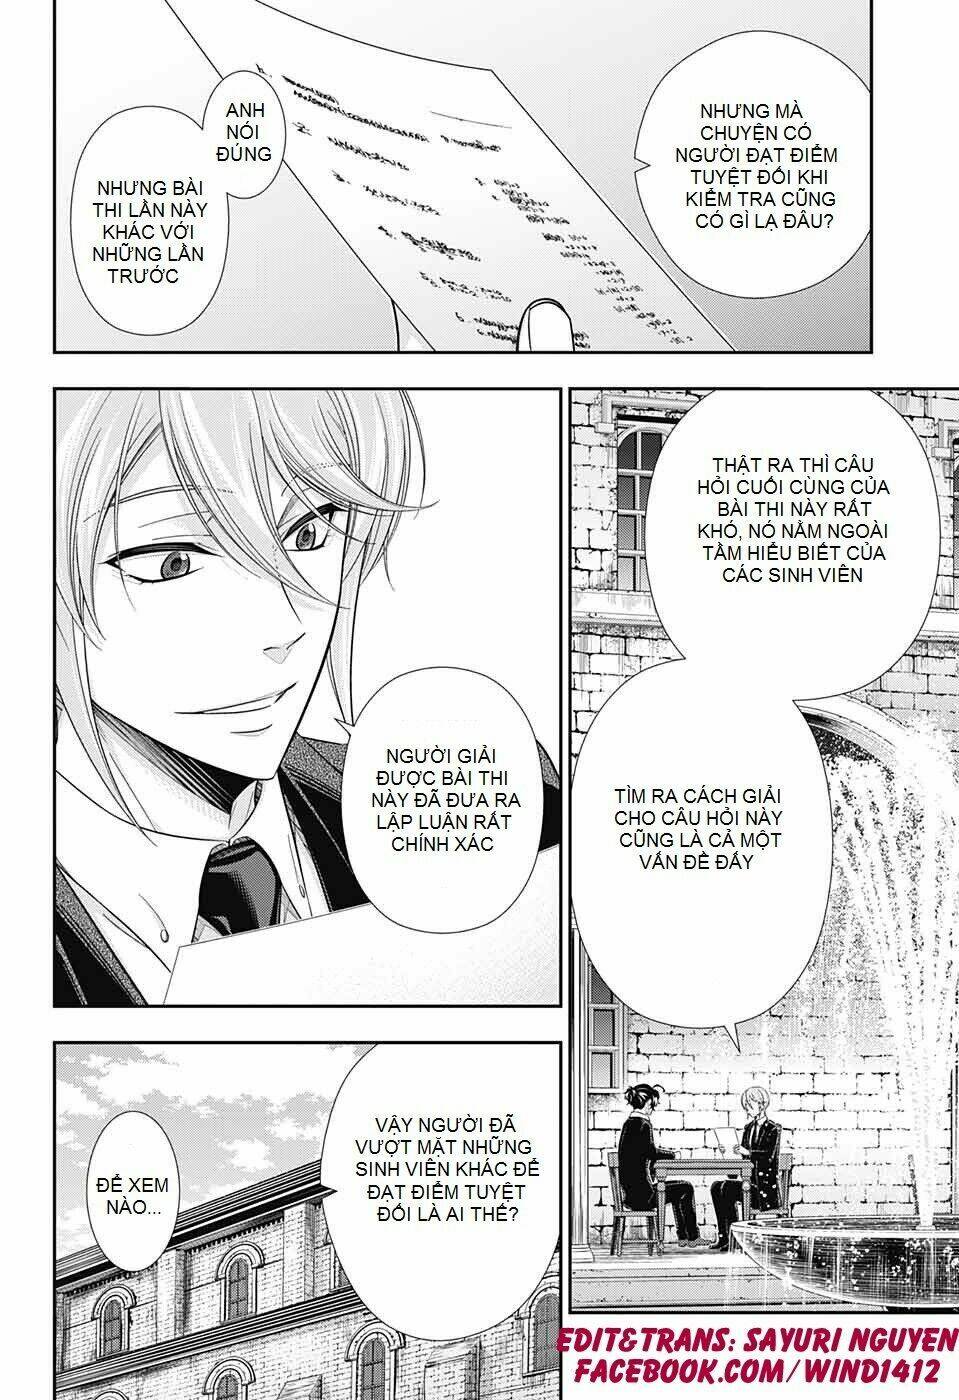 NHƯNG MÀ
CHUYỆN CÓ
NGƯỜI ĐẠT ĐIỂM
TUYỆT ĐỐI KHI
KIỂM TRA CŨNG
CÓ GÌ LẠ ĐÂU?
ANH
NÓI
ĐÚNG
NHƯNG BÀI
THI LẦN NÀY
KHÁC VỚI
NHỮNG LẦN
TRƯỚC
THẬT RA THÌ CÂU
HỎI CUỐI CÙNG CỦA
BÀI THI NÀY RẤT
KHÓ, NÓ NẰM NGOÀI
TẦM HIỂU BIẾT CỦA
CÁC SINH VIÊN
TÌM RA CÁCH GIẢI
CHO CÂU HỎI NÀY
CŨNG LÀ CẢ MỘT
VẤN ĐỀ ĐẤY
NGƯỜI GIẢI
ĐƯỢC BÀI THI
NÀY ĐÃ ĐƯA RA
LẬP LUẬN RẤT
CHÍNH XÁC
VẬY NGƯỜI ĐÃ
VƯỢT MẶT NHỮNG
SINH VIÊN KHÁC ĐỂ
ĐẠT ĐIỂM TUYỆT
ĐỐI LÀ AI THẾ?
ĐỂ XEM
NÀO...
EDIT&TRANS: SAYURI NGUYEN
FACEBOOK.COM/WIND1412